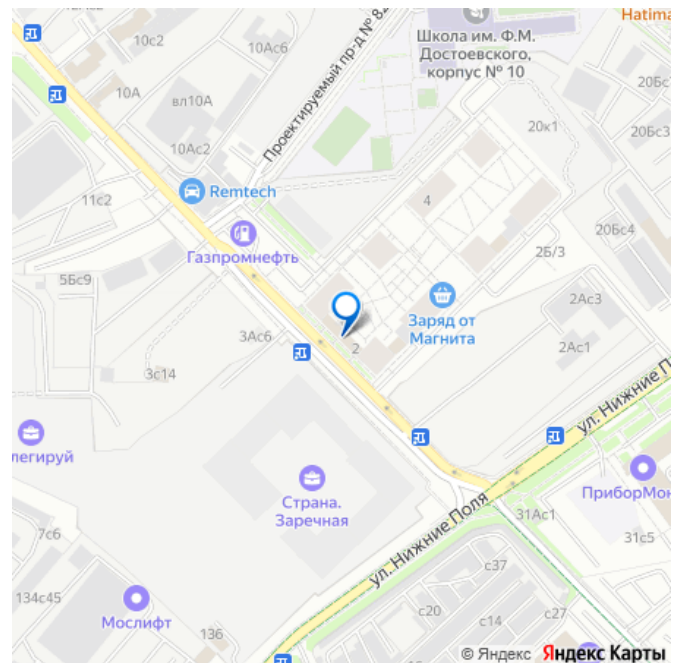 Hatima
10с2
10Ас6
Проектируемый пр-д № 82
Школа им. Ф.М.
Достоевского,
корпус № 10
10А
вл10А
20Бс3
20к1
10Ас2
11с2
Remtech
4
20Бс4
Газпромнефть
2Б/3
5Бс9
2Ас3
Заряд от
Магнита
3Ас6
2
2Ас1
3с14
ул. Нижние П
легируй
Страна.
Заречная
ПриборМон
31Ас1
ул. Нижние Поля
31с5
7с6
с37
134с45
с20
с27
с14
Мослифт
136
© Яндекс Яндекс Карты